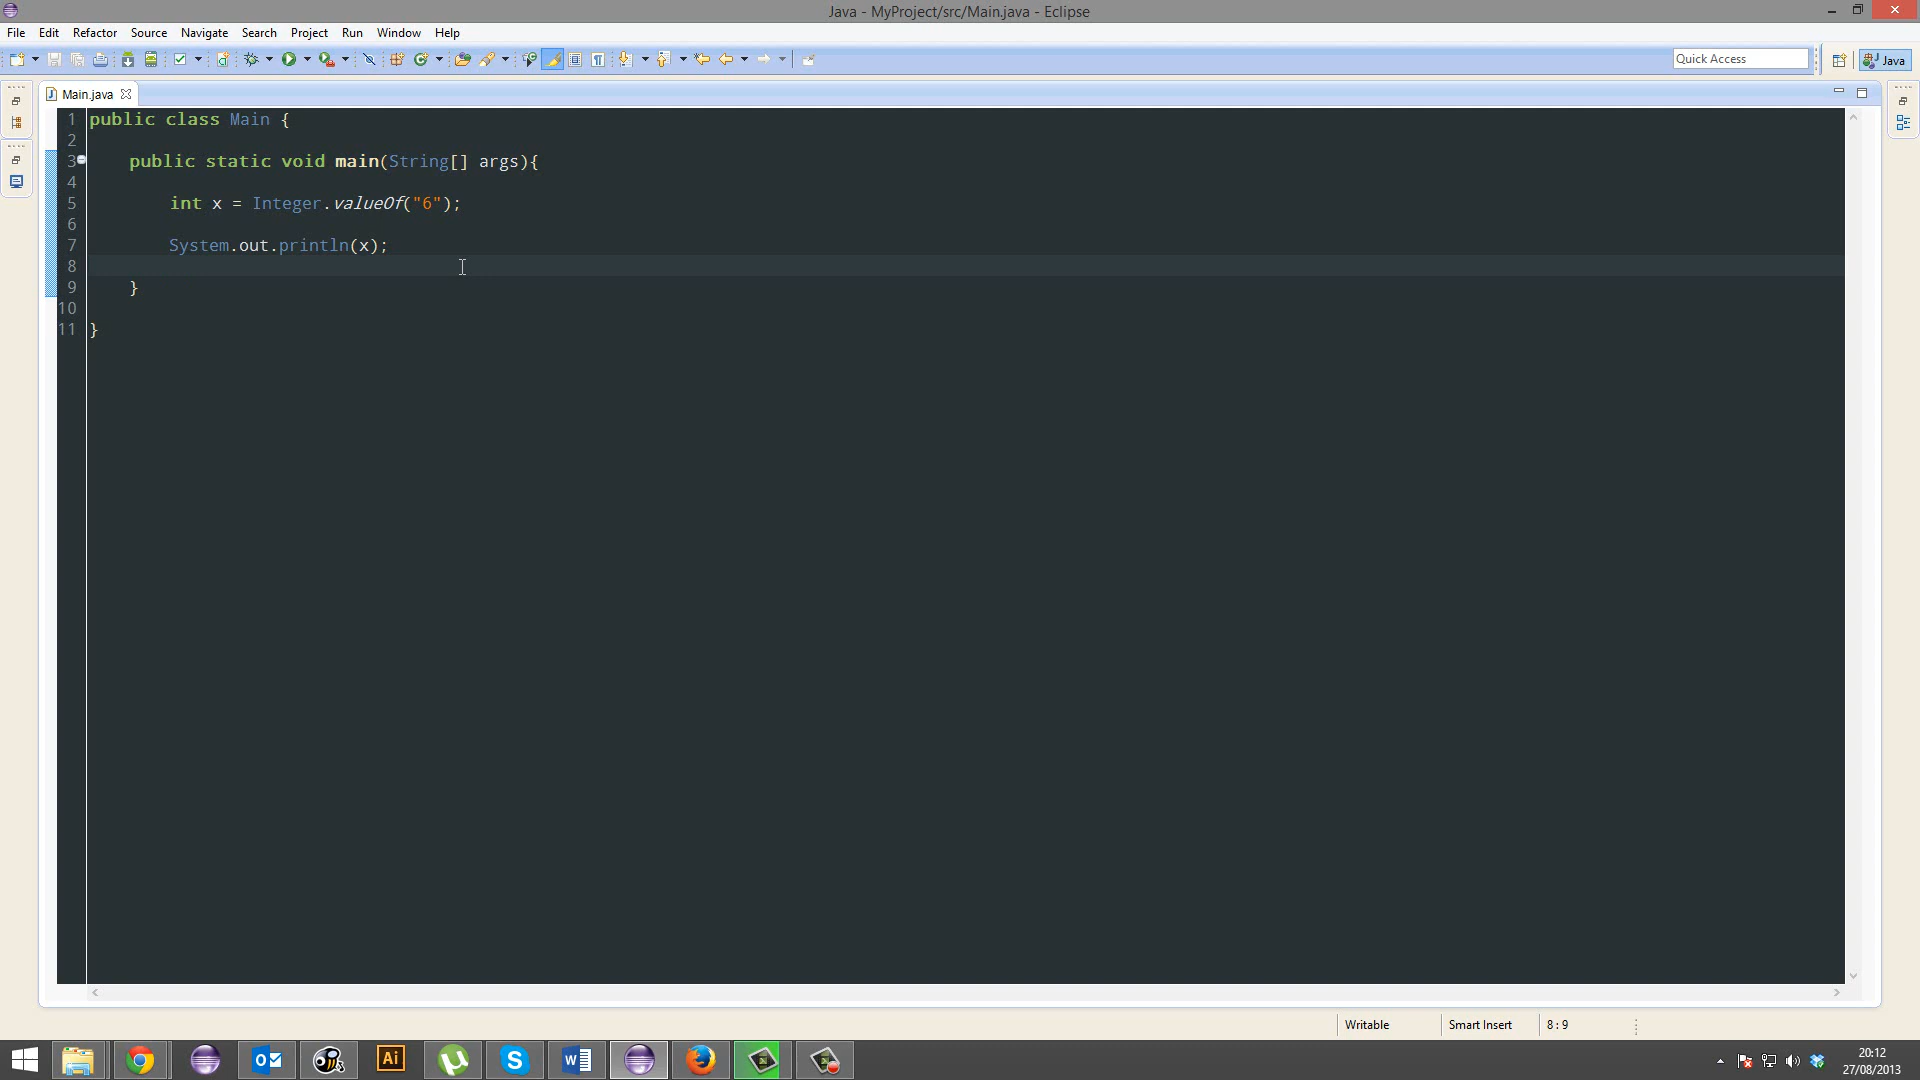 Java - MyProject/src/Main.java - Eclipse
File Edit Refactor Source Navigate Search Project Run Window Help
Quick Access
Java
Main.java
1 public class Main {
2
3 public static void main(String[] args){
4
5 int x = Integer.valueOf("6");
6
7 System.out.println(x);
8
9 }
10
11 }
Writable Smart Insert 8 : 9
Ai
20:12
27/08/2013